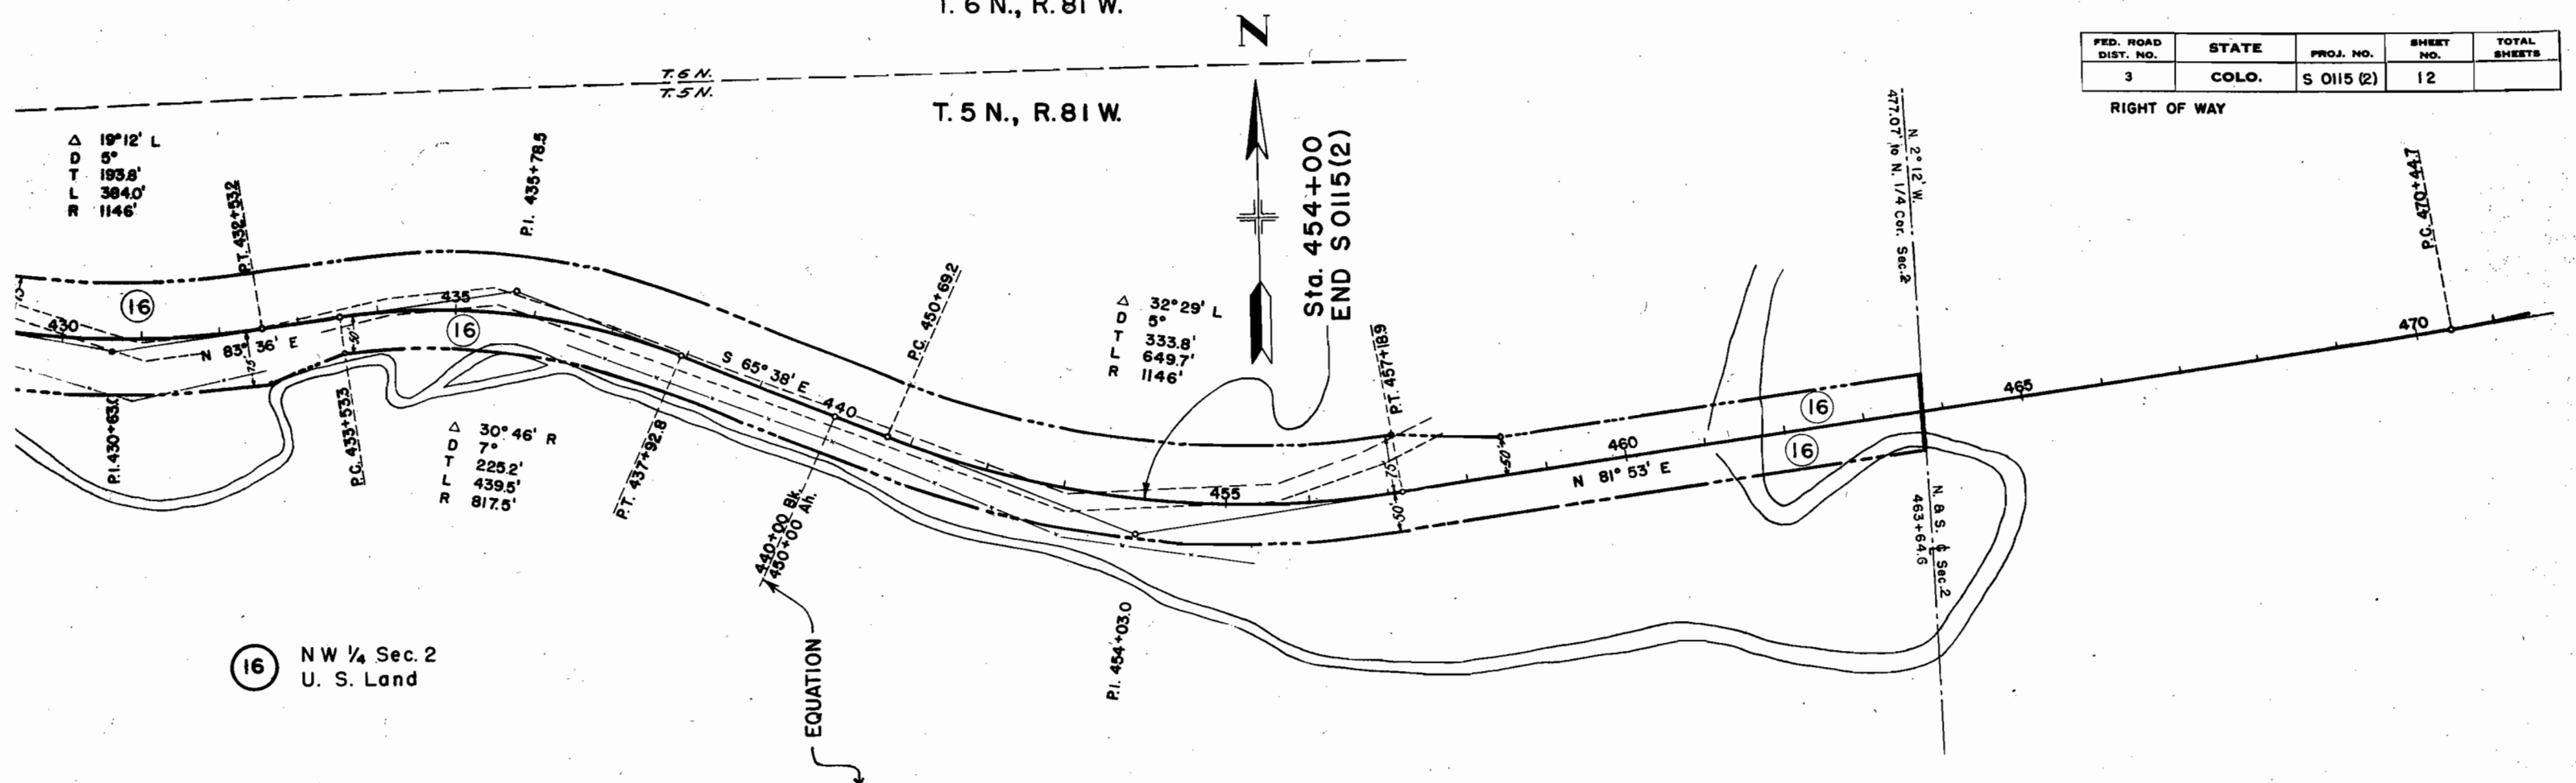 T. 6 N., R. 81 W.
T. 6 N.
T. 5 N.
T. 5 N., R. 81 W.
N
FED. ROAD DIST. NO.
STATE
PROJ. NO.
SHEET NO.
TOTAL SHEETS
3
COLO.
S 0115 (2)
12
RIGHT OF WAY
Δ 19°12' L
D 5°
T 193.8'
L 384.0'
R 1146'
P.T. 432+53.2
P.I. 435+78.5
Sta. 454+00
END S 0115(2)
N. 2°12' W.
477.07' to N. 1/4 Cor. Sec. 2
P.C. 470+44.7
16
430
N 83° 36' E
75'
435
16
50'
P.I. 430+63.0
P.C. 433+53.3
Δ 30° 46' R
D 7°
T 225.2'
L 439.5'
R 817.5'
P.T. 437+92.8
S 65° 38' E
440
P.C. 450+69.2
440+00 Bk.
450+00 Ah.
EQUATION
Δ 32° 29' L
D 5°
T 333.8'
L 649.7'
R 1146'
455
P.T. 457+18.9
75'
50'
P.I. 454+03.0
50'
460
N 81° 53' E
16
16
465
470
N. & S. ¢ Sec. 2
463+64.6
16
NW 1/4 Sec. 2
U. S. Land